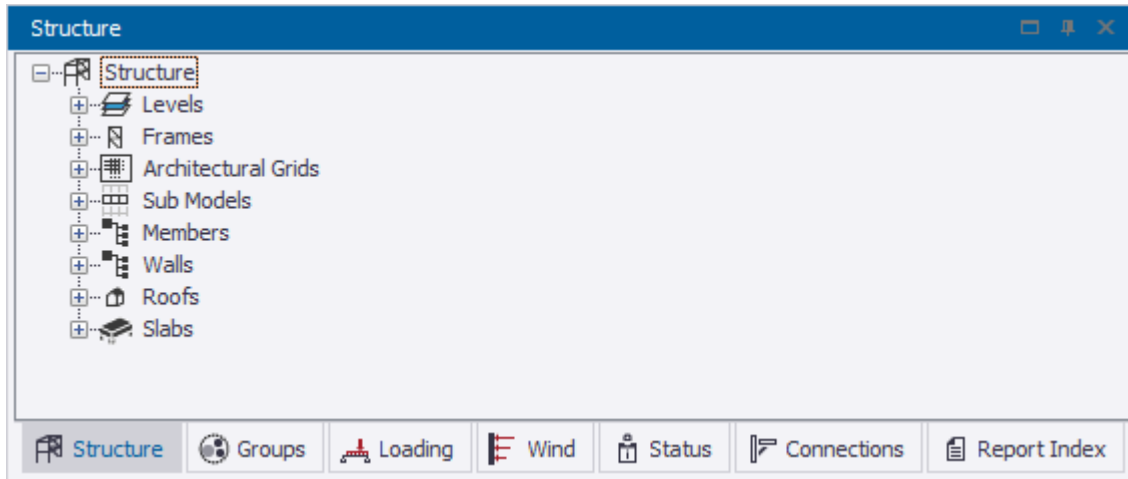 Structure
Structure
Levels
Frames
Architectural Grids
Sub Models
Members
Walls
Roofs
Slabs
Structure Groups Loading Wind Status Connections Report Index